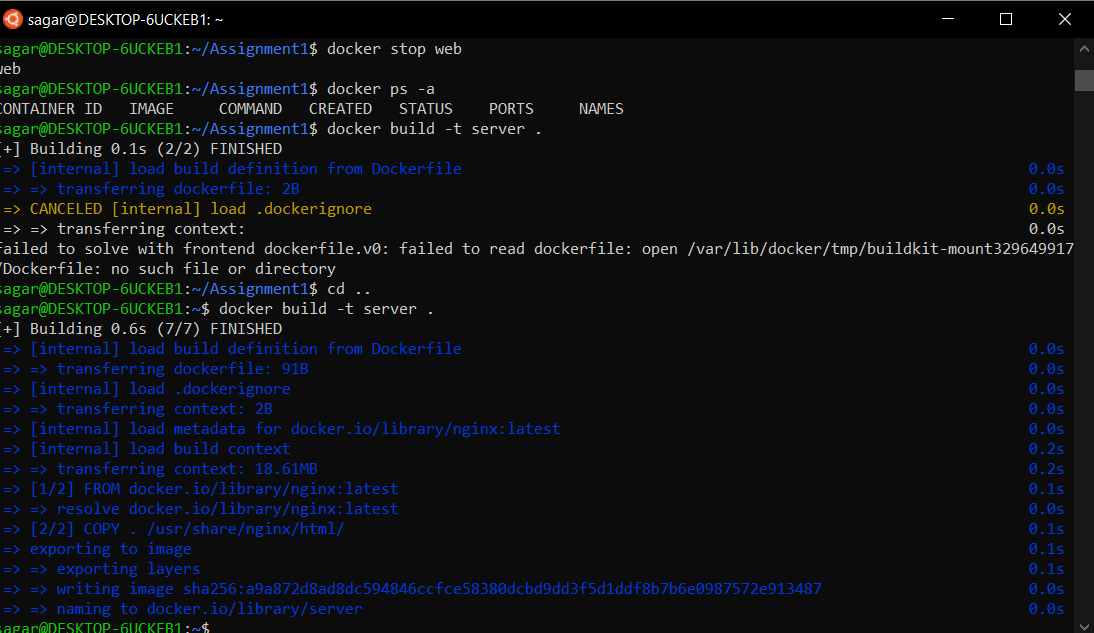 sagar@DESKTOP-6UCKEB1: ~
sagar@DESKTOP-6UCKEB1:~/Assignment1$ docker stop web
web
sagar@DESKTOP-6UCKEB1:~/Assignment1$ docker ps -a
CONTAINER ID   IMAGE     COMMAND   CREATED   STATUS    PORTS     NAMES
sagar@DESKTOP-6UCKEB1:~/Assignment1$ docker build -t server .
[+] Building 0.1s (2/2) FINISHED
=> [internal] load build definition from Dockerfile 0.0s
=> => transferring dockerfile: 2B 0.0s
=> CANCELED [internal] load .dockerignore 0.0s
=> => transferring context: 0.0s
failed to solve with frontend dockerfile.v0: failed to read dockerfile: open /var/lib/docker/tmp/buildkit-mount329649917
/Dockerfile: no such file or directory
sagar@DESKTOP-6UCKEB1:~/Assignment1$ cd ..
sagar@DESKTOP-6UCKEB1:~$ docker build -t server .
[+] Building 0.6s (7/7) FINISHED
=> [internal] load build definition from Dockerfile 0.0s
=> => transferring dockerfile: 91B 0.0s
=> [internal] load .dockerignore 0.0s
=> => transferring context: 2B 0.0s
=> [internal] load metadata for docker.io/library/nginx:latest 0.0s
=> [internal] load build context 0.2s
=> => transferring context: 18.61MB 0.2s
=> [1/2] FROM docker.io/library/nginx:latest 0.1s
=> => resolve docker.io/library/nginx:latest 0.0s
=> [2/2] COPY . /usr/share/nginx/html/ 0.1s
=> exporting to image 0.1s
=> => exporting layers 0.1s
=> => writing image sha256:a9a872d8ad8dc594846ccfce58380dcbd9dd3f5d1ddf8b7b6e0987572e913487 0.0s
=> => naming to docker.io/library/server 0.0s
sagar@DESKTOP-6UCKEB1:~$